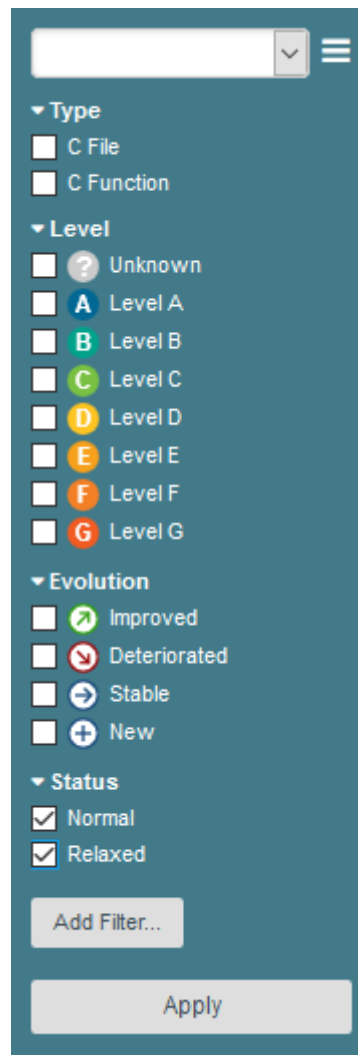 Type
C File
C Function
Level
? Unknown
A Level A
B Level B
C Level C
D Level D
E Level E
F Level F
G Level G
Evolution
Improved
Deteriorated
Stable
New
Status
Normal
Relaxed
Add Filter...
Apply